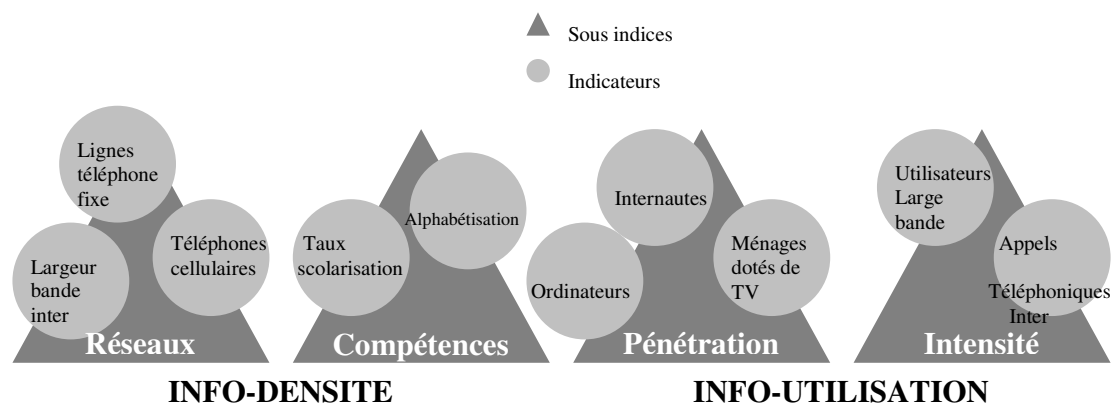 Sous indices
Indicateurs
Lignes
téléphone
fixe
Largeur
bande
inter
Téléphones
cellulaires
Réseaux
Taux
scolarisation
Alphabétisation
Compétences
INFO-DENSITE
Internautes
Ordinateurs
Ménages
dotés de
TV
Pénétration
Utilisateurs
Large
bande
Appels
Téléphoniques
Inter
Intensité
INFO-UTILISATION